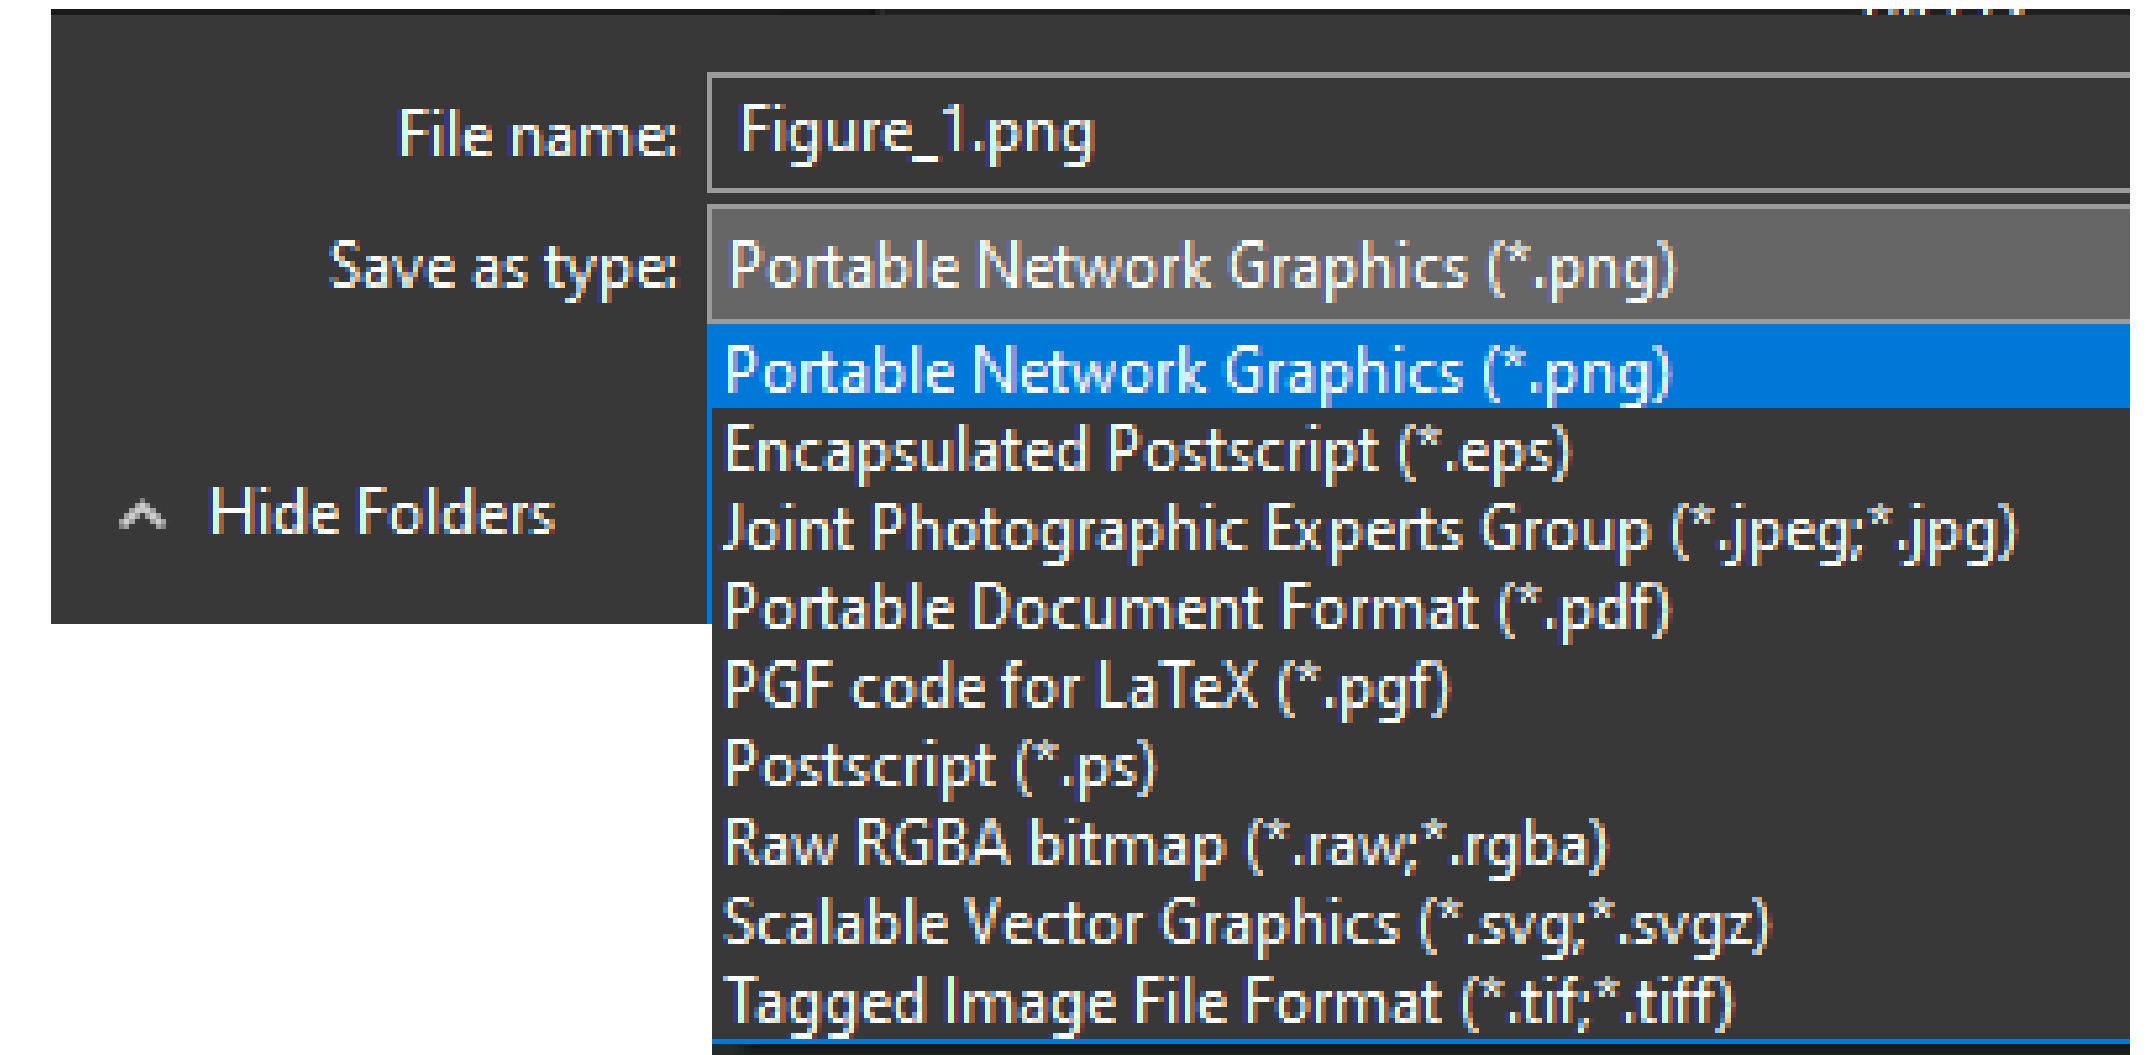 File name: Figure_1.png
Save as type: Portable Network Graphics (*.png)
Portable Network Graphics (*.png)
Encapsulated Postscript (*.eps)
Hide Folders
Joint Photographic Experts Group (*.jpeg;*.jpg)
Portable Document Format (*.pdf)
PGF code for LaTeX (*.pgf)
Postscript (*.ps)
Raw RGBA bitmap (*.raw;*.rgba)
Scalable Vector Graphics (*.svg;*.svgz)
Tagged Image File Format (*.tif;*.tiff)